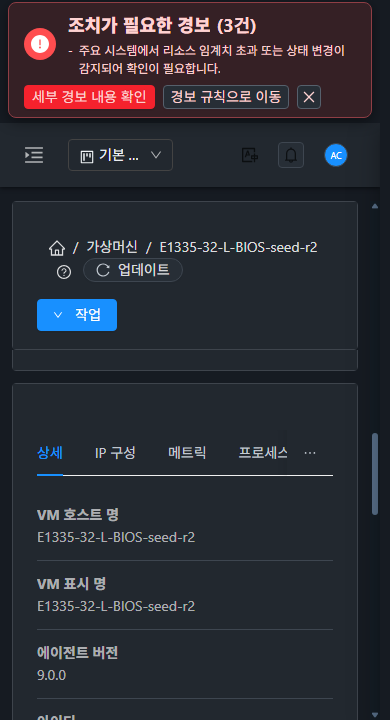 조치가 필요한 경보 (3건)
- 주요 시스템에서 리소스 임계치 초과 또는 상태 변경이
감지되어 확인이 필요합니다.
세부 경보 내용 확인 경보 규칙으로 이동
기본 ... AC
/ 가상머신 / E1335-32-L-BIOS-seed-r2
업데이트
작업
상세 IP 구성 메트릭 프로세스 ...
VM 호스트 명
E1335-32-L-BIOS-seed-r2
VM 표시 명
E1335-32-L-BIOS-seed-r2
에이전트 버전
9.0.0